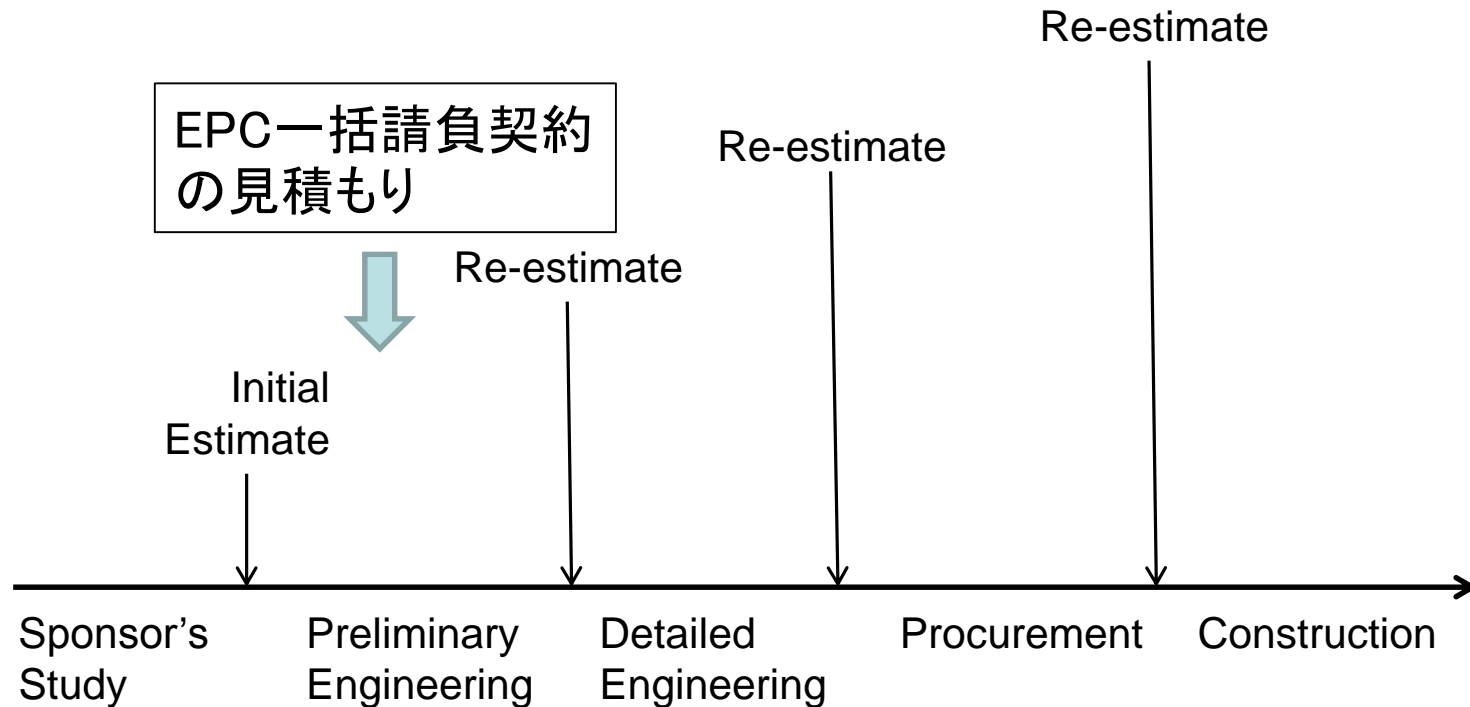 Re-estimate
EPC一括請負契約
の見積もり
Re-estimate
Re-estimate
Initial
Estimate
Sponsor’s
Study
Preliminary
Engineering
Detailed
Engineering
Procurement
Construction